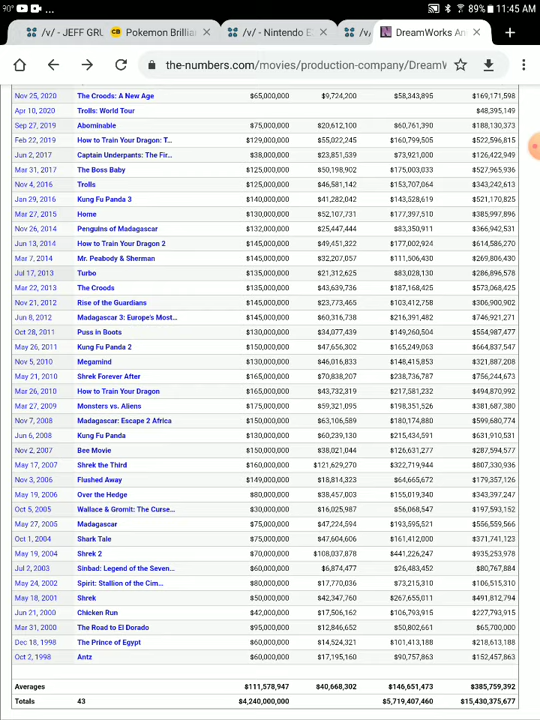 90° ... 89% 11:45 AM
/v/ - JEFF GRU CB Pokemon Brillia × /v/ - Nintendo E × /v/ DreamWorks An × +
the-numbers.com/movies/production-company/Dream
Nov 25, 2020 The Croods: A New Age $65,000,000 $9,724,200 $58,343,895 $169,171,598
Apr 10, 2020 Trolls: World Tour $48,395,149
Sep 27, 2019 Abominable $75,000,000 $20,612,100 $60,761,390 $188,130,373
Feb 22, 2019 How to Train Your Dragon: T... $129,000,000 $55,022,245 $160,799,505 $522,596,815
Jun 2, 2017 Captain Underpants: The Fir... $38,000,000 $23,851,539 $73,921,000 $126,422,949
Mar 31, 2017 The Boss Baby $125,000,000 $50,198,902 $175,003,033 $527,965,936
Nov 4, 2016 Trolls $125,000,000 $46,581,142 $153,707,064 $343,242,613
Jan 29, 2016 Kung Fu Panda 3 $140,000,000 $41,282,042 $143,528,619 $521,170,825
Mar 27, 2015 Home $130,000,000 $52,107,731 $177,397,510 $385,997,896
Nov 26, 2014 Penguins of Madagascar $132,000,000 $25,447,444 $83,350,911 $366,942,531
Jun 13, 2014 How to Train Your Dragon 2 $145,000,000 $49,451,322 $177,002,924 $614,586,270
Mar 7, 2014 Mr. Peabody & Sherman $145,000,000 $32,207,057 $111,506,430 $269,806,430
Jul 17, 2013 Turbo $135,000,000 $21,312,625 $83,028,130 $286,896,578
Mar 22, 2013 The Croods $135,000,000 $43,639,736 $187,168,425 $573,068,425
Nov 21, 2012 Rise of the Guardians $145,000,000 $23,773,465 $103,412,758 $306,900,902
Jun 8, 2012 Madagascar 3: Europe's Most... $145,000,000 $60,316,738 $216,391,482 $746,921,271
Oct 28, 2011 Puss in Boots $130,000,000 $34,077,439 $149,260,504 $554,987,477
May 26, 2011 Kung Fu Panda 2 $150,000,000 $47,656,302 $165,249,063 $664,837,547
Nov 5, 2010 Megamind $130,000,000 $46,016,833 $148,415,853 $321,887,208
May 21, 2010 Shrek Forever After $165,000,000 $70,838,207 $238,736,787 $756,244,673
Mar 26, 2010 How to Train Your Dragon $165,000,000 $43,732,319 $217,581,232 $494,870,992
Mar 27, 2009 Monsters vs. Aliens $175,000,000 $59,321,095 $198,351,526 $381,687,380
Nov 7, 2008 Madagascar: Escape 2 Africa $150,000,000 $63,106,589 $180,174,880 $599,680,774
Jun 6, 2008 Kung Fu Panda $130,000,000 $60,239,130 $215,434,591 $631,910,531
Nov 2, 2007 Bee Movie $150,000,000 $38,021,044 $126,631,277 $287,594,577
May 17, 2007 Shrek the Third $160,000,000 $121,629,270 $322,719,944 $807,330,936
Nov 3, 2006 Flushed Away $149,000,000 $18,814,323 $64,665,672 $179,357,126
May 19, 2006 Over the Hedge $80,000,000 $38,457,003 $155,019,340 $343,397,247
Oct 5, 2005 Wallace & Gromit: The Curse... $30,000,000 $16,025,987 $56,068,547 $197,593,152
May 27, 2005 Madagascar $75,000,000 $47,224,594 $193,595,521 $556,559,566
Oct 1, 2004 Shark Tale $75,000,000 $47,604,606 $161,412,000 $371,741,123
May 19, 2004 Shrek 2 $70,000,000 $108,037,878 $441,226,247 $935,253,978
Jul 2, 2003 Sinbad: Legend of the Seven... $60,000,000 $6,874,477 $26,483,452 $80,767,884
May 24, 2002 Spirit: Stallion of the Cim... $80,000,000 $17,770,036 $73,215,310 $106,515,310
May 18, 2001 Shrek $50,000,000 $42,347,760 $267,655,011 $491,812,794
Jun 21, 2000 Chicken Run $42,000,000 $17,506,162 $106,793,915 $227,793,915
Mar 31, 2000 The Road to El Dorado $95,000,000 $12,846,652 $50,802,661 $65,700,000
Dec 18, 1998 The Prince of Egypt $60,000,000 $14,524,321 $101,413,188 $218,613,188
Oct 2, 1998 Antz $60,000,000 $17,195,160 $90,757,863 $152,457,863
Averages $111,578,947 $40,668,302 $146,651,473 $385,759,392
Totals 43 $4,240,000,000 $5,719,407,460 $15,430,375,677